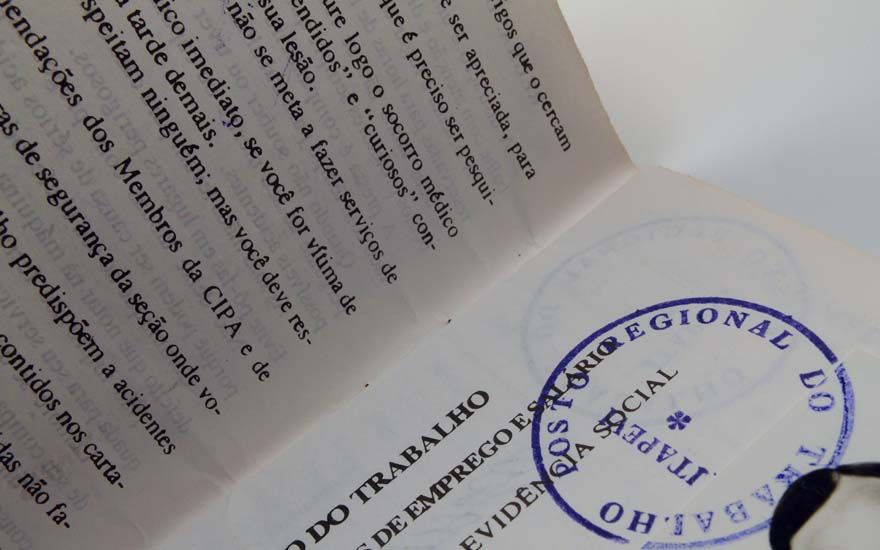 igos que o cercam
e ser apreciada, para
que é preciso ser pesqui-
ure logo o socorro médico
endidos" e "curiosos" con-
sua lesão.
não se meta a fazer serviços de
ico imediato, se você for vítima de
tarde demais.
speitam ninguém; mas você deve res-
endações dos Membros da CIPA e de
as de segurança da seção onde vo-
lho predispõem a acidentes
contidos nos carta-
das não fa-
O DO TRABALHO
S DE EMPREGO E SALÁRIO
EVIDÊNCIA SOCIAL
POSTO REGIONAL DO TRABALHO
ITAPEVI